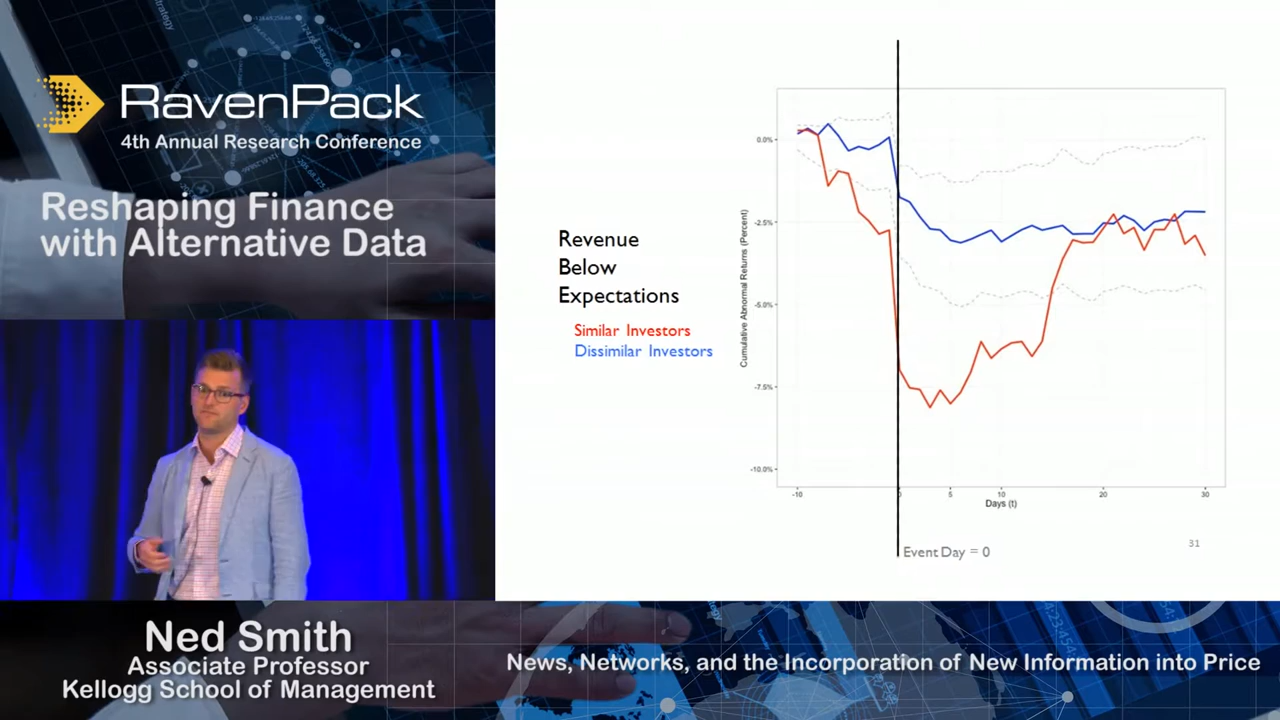 RavenPack
4th Annual Research Conference
Reshaping Finance
with Alternative Data
Revenue
Below
Expectations
Similar Investors
Dissimilar Investors
Cumulative Abnormal Returns (Percent)
0.0%
-2.5%
-5.0%
-7.5%
-10.0%
-10
0
5
10
20
30
Days (t)
Event Day = 0
31
Ned Smith
Associate Professor
Kellogg School of Management
News, Networks, and the Incorporation of New Information into Price